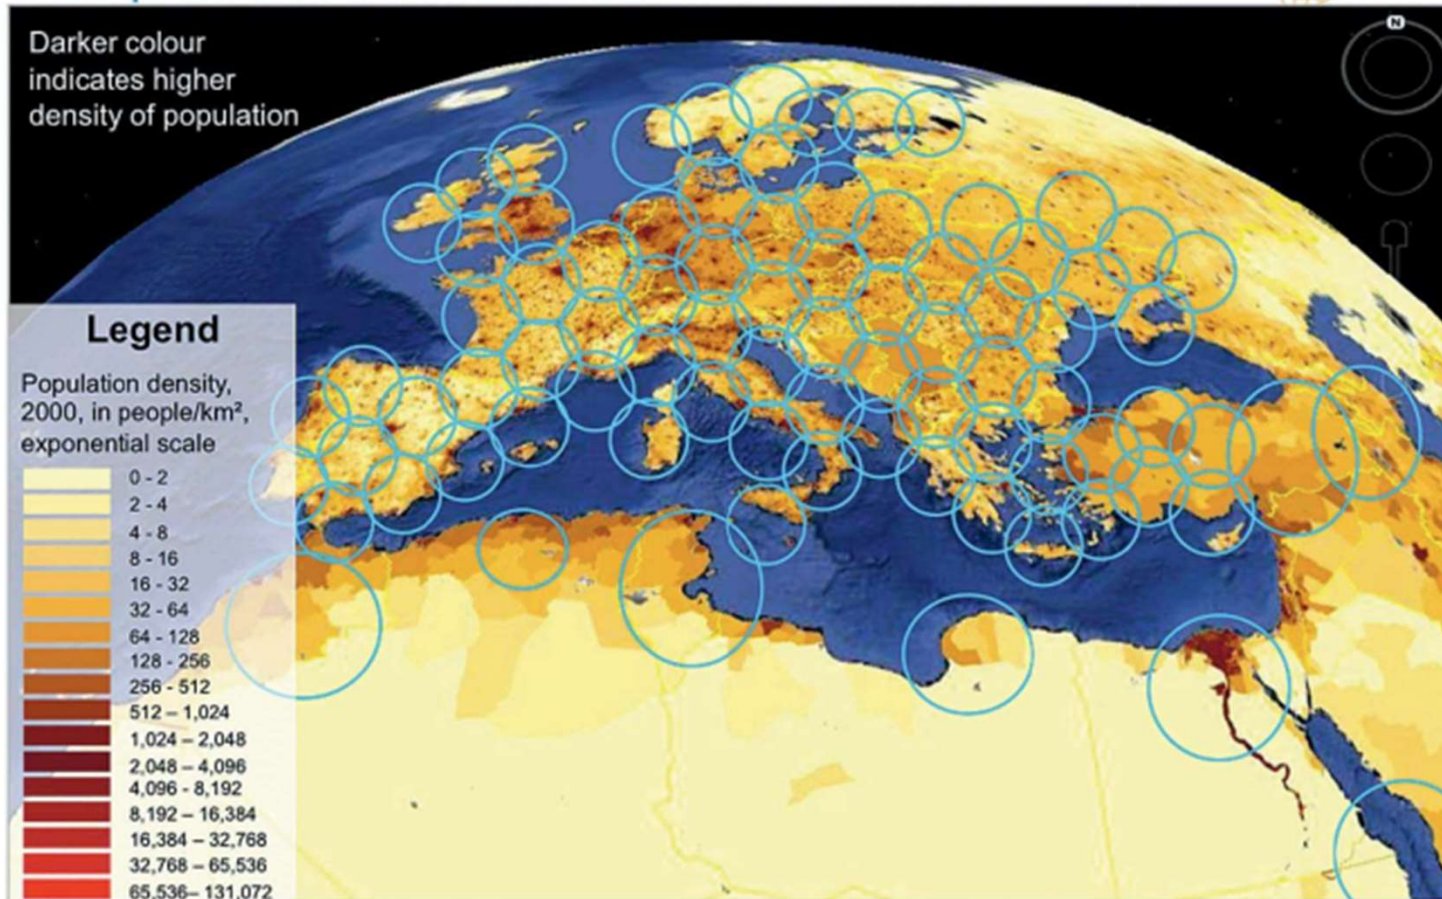 Darker colour
indicates higher
density of population
N
Legend
Population density,
2000, in people/km²,
exponential scale
0 - 2
2 - 4
4 - 8
8 - 16
16 - 32
32 - 64
64 - 128
128 - 256
256 - 512
512 – 1,024
1,024 – 2,048
2,048 – 4,096
4,096 - 8,192
8,192 – 16,384
16,384 – 32,768
32,768 – 65,536
65,536– 131,072